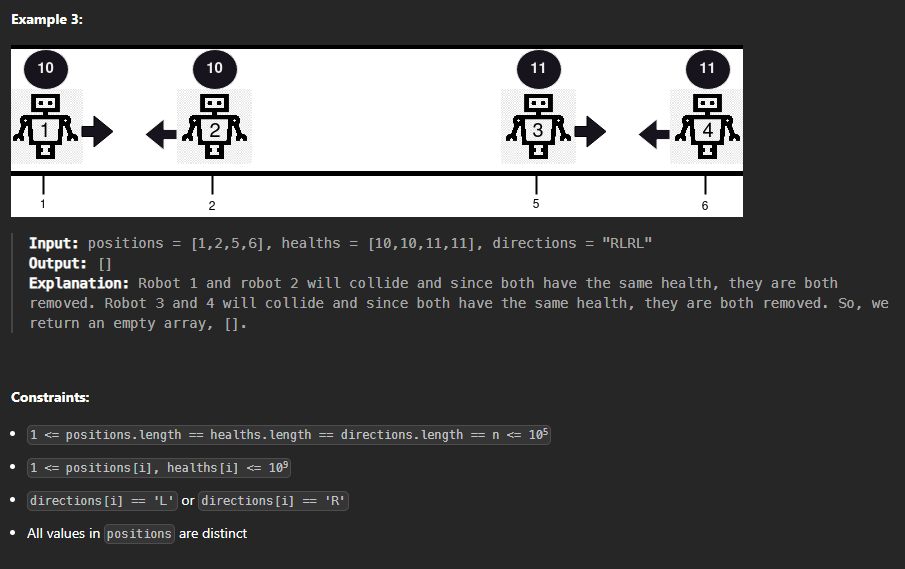 Example 3:
10 10 11 11
1 2 3 4
1 2 5 6
Input: positions = [1,2,5,6], healths = [10,10,11,11], directions = "RLRL"
Output: []
Explanation: Robot 1 and robot 2 will collide and since both have the same health, they are both
removed. Robot 3 and 4 will collide and since both have the same health, they are both removed. So, we
return an empty array, [].
Constraints:
• 1 <= positions.length == healths.length == directions.length == n <= 10⁵
• 1 <= positions[i], healths[i] <= 10⁹
• directions[i] == 'L' or directions[i] == 'R'
• All values in positions are distinct